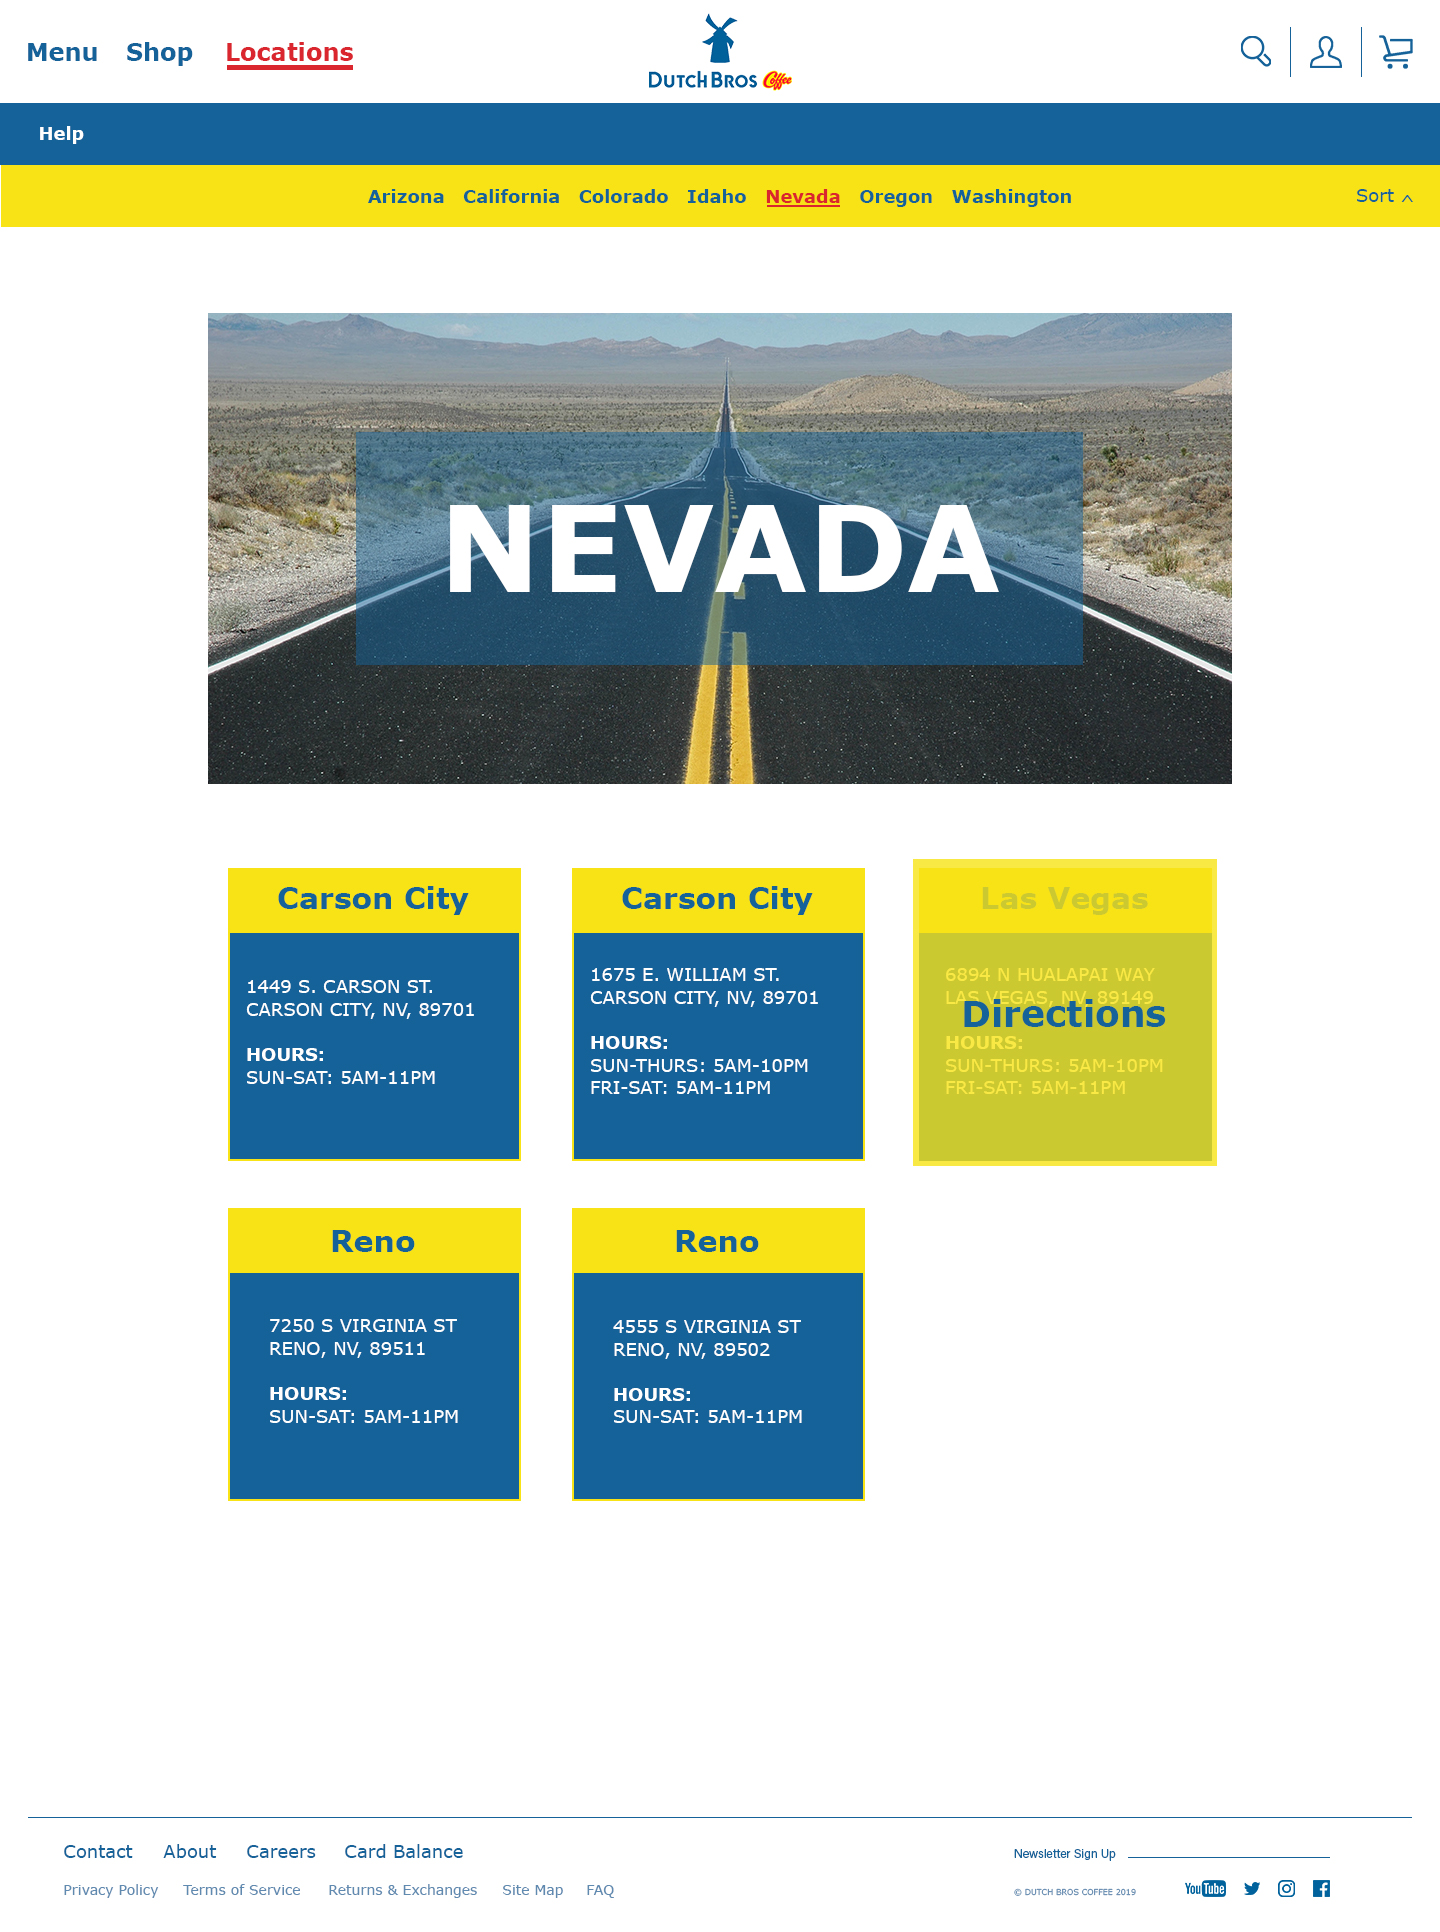 Menu Shop Locations
DUTCH BROS Coffee
Help
Arizona California Colorado Idaho Nevada Oregon Washington Sort
NEVADA
Carson City
1449 S. CARSON ST.
CARSON CITY, NV, 89701
HOURS:
SUN-SAT: 5AM-11PM
Carson City
1675 E. WILLIAM ST.
CARSON CITY, NV, 89701
HOURS:
SUN-THURS: 5AM-10PM
FRI-SAT: 5AM-11PM
Las Vegas
6894 N HUALAPAI WAY
LAS VEGAS, NV, 89149
Directions
HOURS:
SUN-THURS: 5AM-10PM
FRI-SAT: 5AM-11PM
Reno
7250 S VIRGINIA ST
RENO, NV, 89511
HOURS:
SUN-SAT: 5AM-11PM
Reno
4555 S VIRGINIA ST
RENO, NV, 89502
HOURS:
SUN-SAT: 5AM-11PM
Contact About Careers Card Balance
Newsletter Sign Up
Privacy Policy Terms of Service Returns & Exchanges Site Map FAQ
© DUTCH BROS COFFEE 2019
YouTube